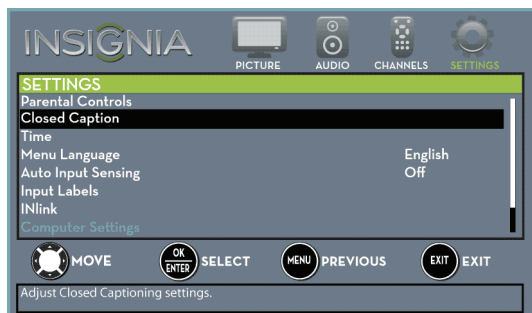 INSIGNIA
PICTURE AUDIO CHANNELS SETTINGS
SETTINGS
Parental Controls
Closed Caption
Time
Menu Language English
Auto Input Sensing Off
Input Labels
INlink
Computer Settings
MOVE OK ENTER SELECT MENU PREVIOUS EXIT EXIT
Adjust Closed Captioning settings.